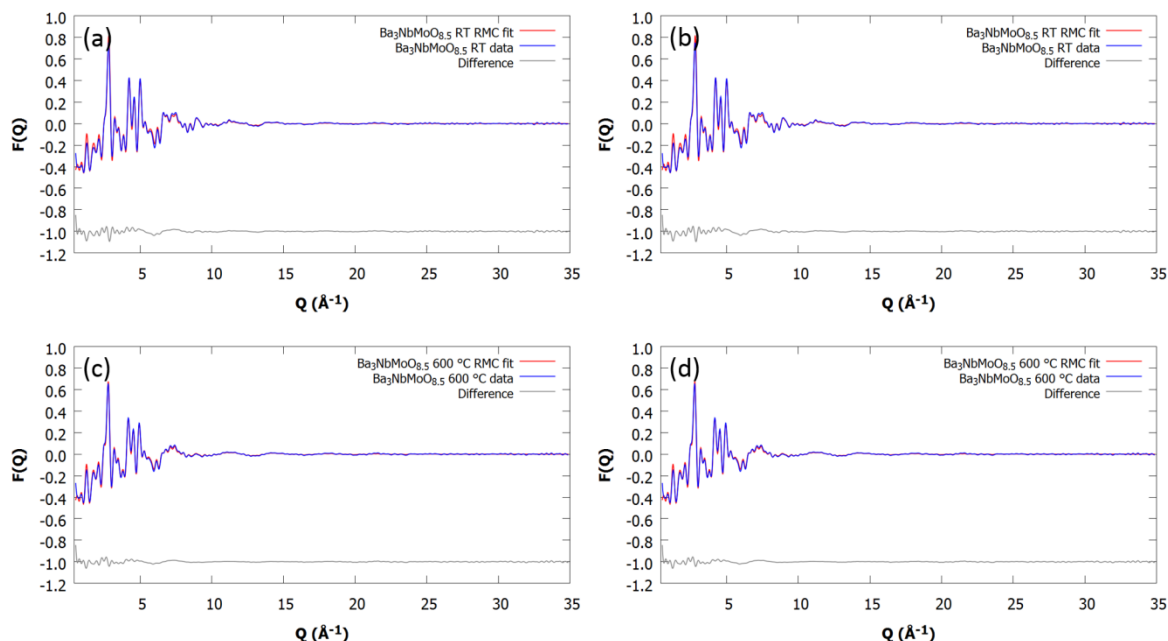 (a)
Ba₃NbMoO₈.₅ RT RMC fit
Ba₃NbMoO₈.₅ RT data
Difference
F(Q)
1.0
0.8
0.6
0.4
0.2
0.0
-0.2
-0.4
-0.6
-0.8
-1.0
-1.2
5 10 15 20 25 30 35
Q (Å⁻¹)
(b)
Ba₃NbMoO₈.₅ RT RMC fit
Ba₃NbMoO₈.₅ RT data
Difference
F(Q)
1.0
0.8
0.6
0.4
0.2
0.0
-0.2
-0.4
-0.6
-0.8
-1.0
-1.2
5 10 15 20 25 30 35
Q (Å⁻¹)
(c)
Ba₃NbMoO₈.₅ 600 °C RMC fit
Ba₃NbMoO₈.₅ 600 °C data
Difference
F(Q)
1.0
0.8
0.6
0.4
0.2
0.0
-0.2
-0.4
-0.6
-0.8
-1.0
-1.2
5 10 15 20 25 30 35
Q (Å⁻¹)
(d)
Ba₃NbMoO₈.₅ 600 °C RMC fit
Ba₃NbMoO₈.₅ 600 °C data
Difference
F(Q)
1.0
0.8
0.6
0.4
0.2
0.0
-0.2
-0.4
-0.6
-0.8
-1.0
-1.2
5 10 15 20 25 30 35
Q (Å⁻¹)